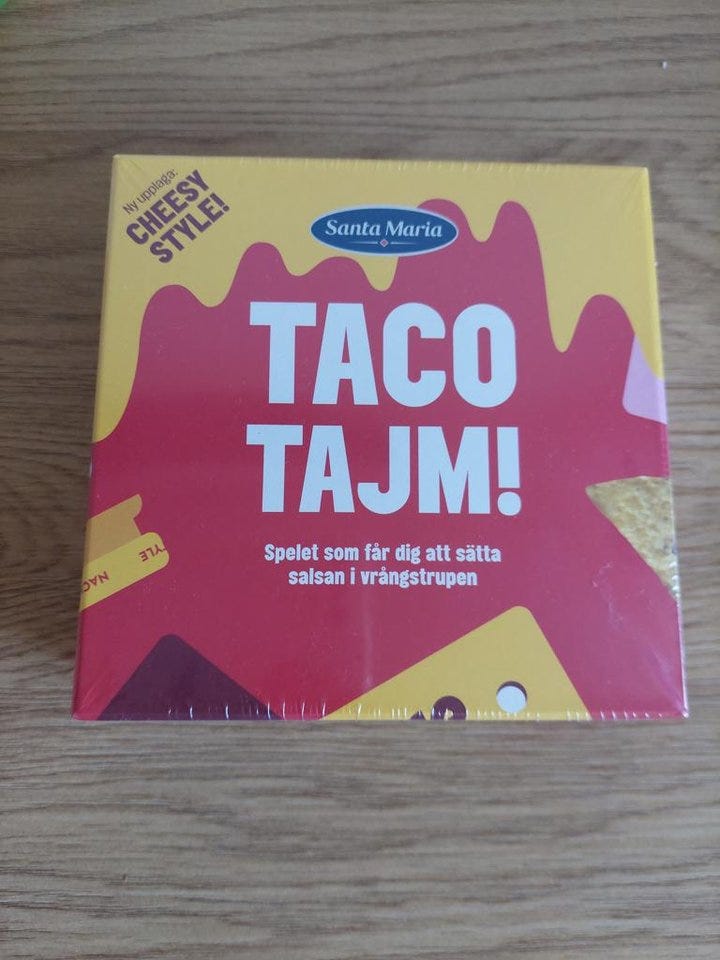 Ny upplaga:
CHEESY
STYLE!
Santa Maria
TACO
TAJM!
Spelet som får dig att sätta
salsan i vrångstrupen